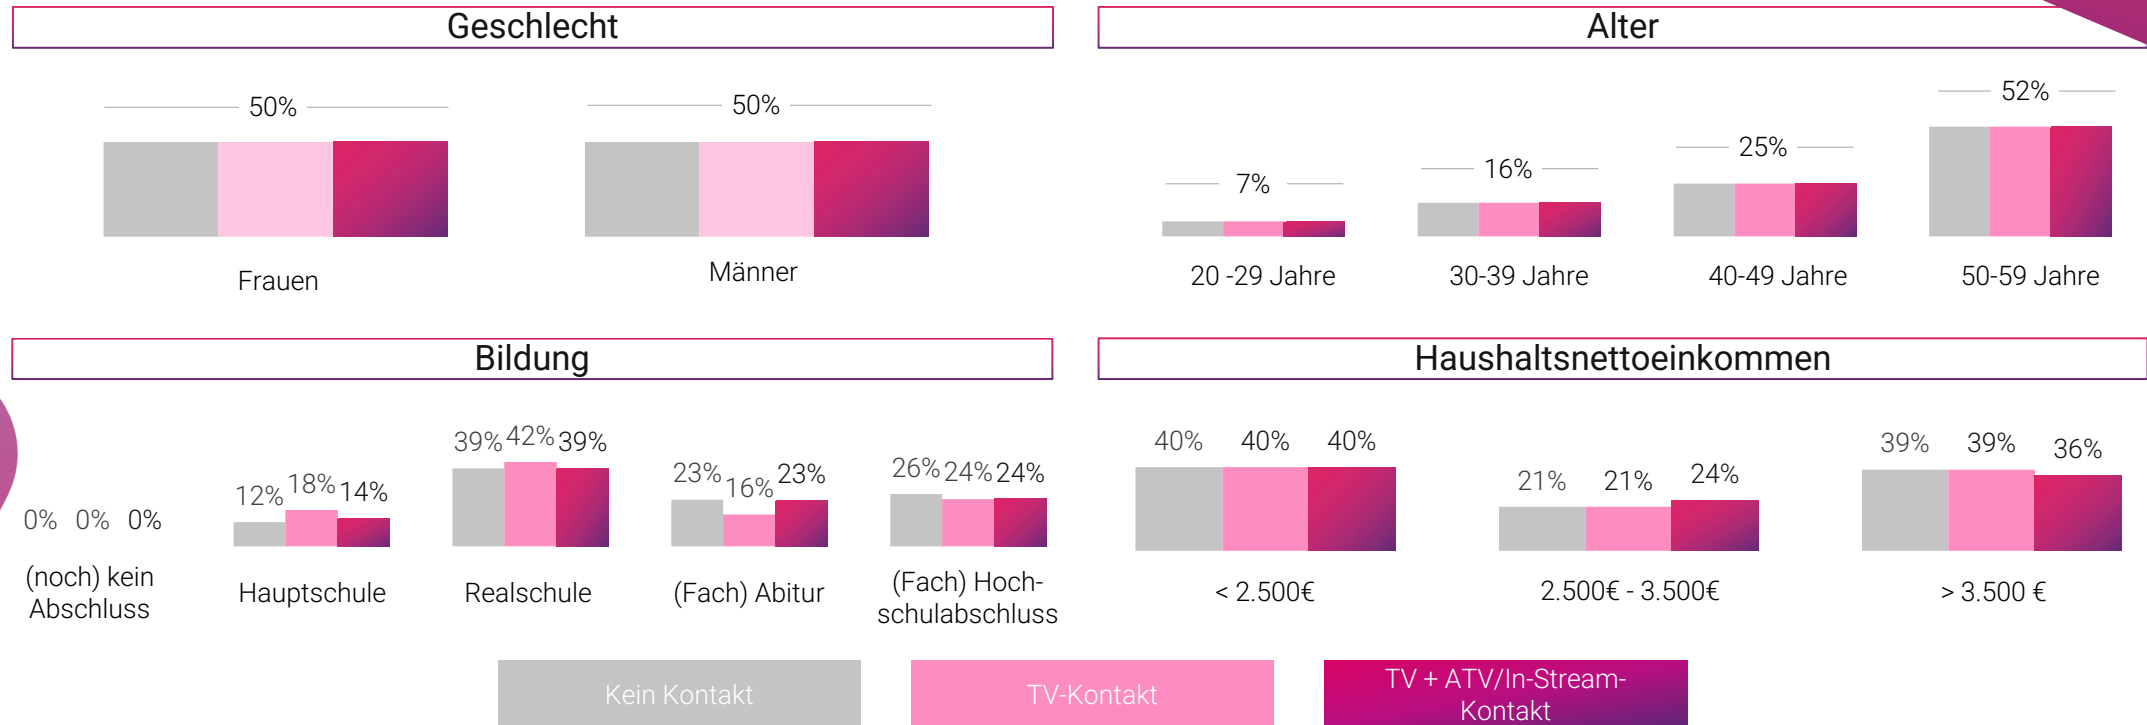 Geschlecht
50%
50%
Frauen
Männer
Alter
7%
16%
25%
52%
20 -29 Jahre
30-39 Jahre
40-49 Jahre
50-59 Jahre
Bildung
0% 0% 0%
12% 18% 14%
39% 42% 39%
23% 16% 23%
26% 24% 24%
(noch) kein
Abschluss
Hauptschule
Realschule
(Fach) Abitur
(Fach) Hoch-
schulabschluss
Haushaltsnettoeinkommen
40% 40% 40%
21% 21% 24%
39% 39% 36%
< 2.500€
2.500€ - 3.500€
> 3.500 €
Kein Kontakt
TV-Kontakt
TV + ATV/In-Stream-
Kontakt